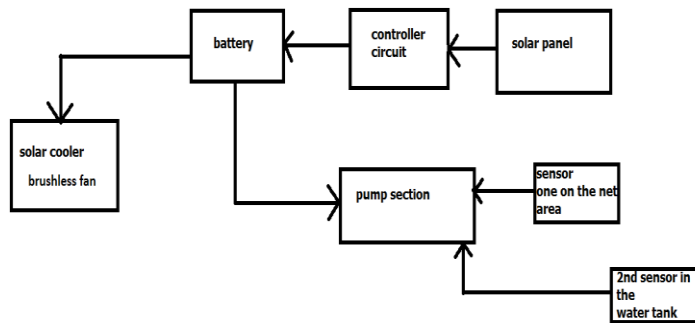 battery
controller
circuit
solar panel
solar cooler
brushless fan
pump section
sensor
one on the net
area
2nd sensor in
the
water tank